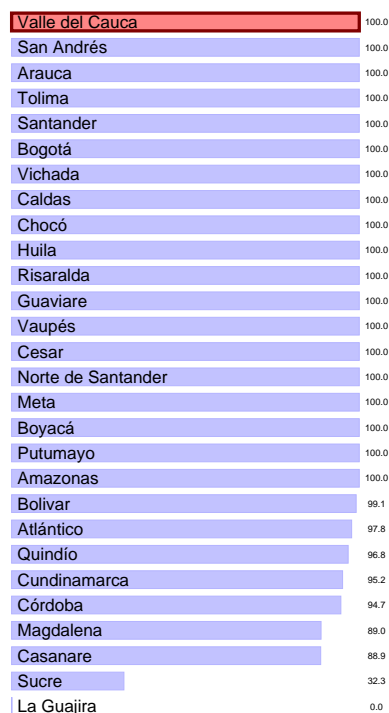 Valle del Cauca 100.0
San Andrés 100.0
Arauca 100.0
Tolima 100.0
Santander 100.0
Bogotá 100.0
Vichada 100.0
Caldas 100.0
Chocó 100.0
Huila 100.0
Risaralda 100.0
Guaviare 100.0
Vaupés 100.0
Cesar 100.0
Norte de Santander 100.0
Meta 100.0
Boyacá 100.0
Putumayo 100.0
Amazonas 100.0
Bolivar 99.1
Atlántico 97.8
Quindío 96.8
Cundinamarca 95.2
Córdoba 94.7
Magdalena 89.0
Casanare 88.9
Sucre 32.3
La Guajira 0.0